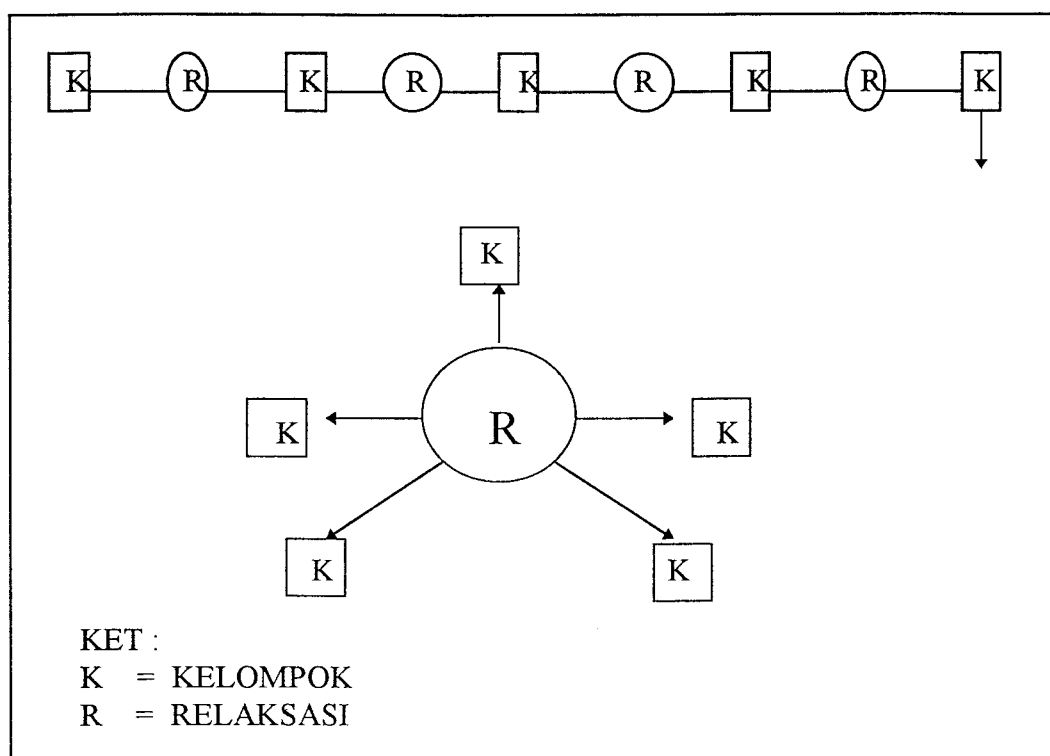 K R K R K R K R K
K
K R K
K K
KET :
K = KELOMPOK
R = RELAKSASI